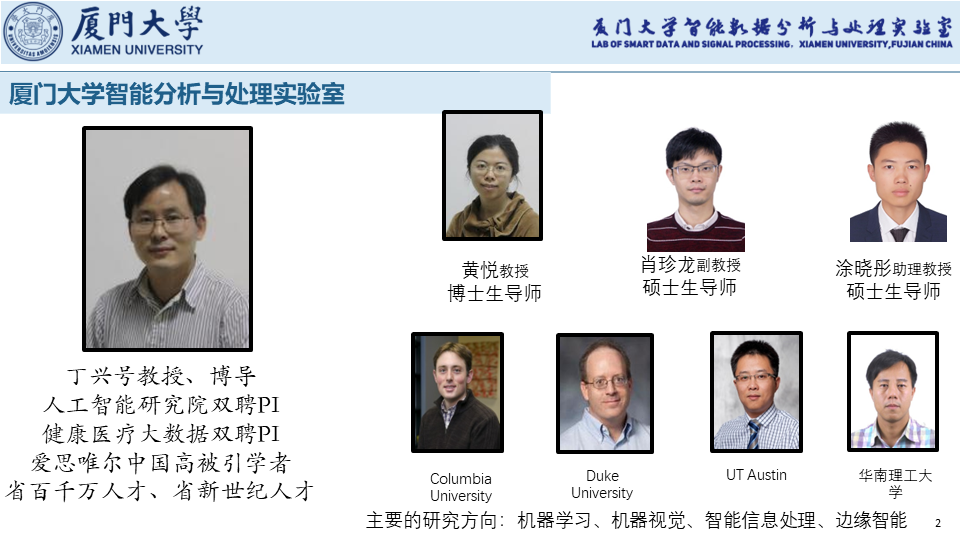 廈門大學
XIAMEN UNIVERSITY
厦门大学智能数据分析与处理实验室
LAB OF SMART DATA AND SIGNAL PROCESSING, XIAMEN UNIVERSITY,FUJIAN CHINA
厦门大学智能分析与处理实验室
丁兴号教授、博导
人工智能研究院双聘PI
健康医疗大数据双聘PI
爱思唯尔中国高被引学者
省百千万人才、省新世纪人才
黄悦教授
博士生导师
肖珍龙副教授
硕士生导师
涂晓彤助理教授
硕士生导师
Columbia
University
Duke
University
UT Austin
华南理工大
学
主要的研究方向：机器学习、机器视觉、智能信息处理、边缘智能
2